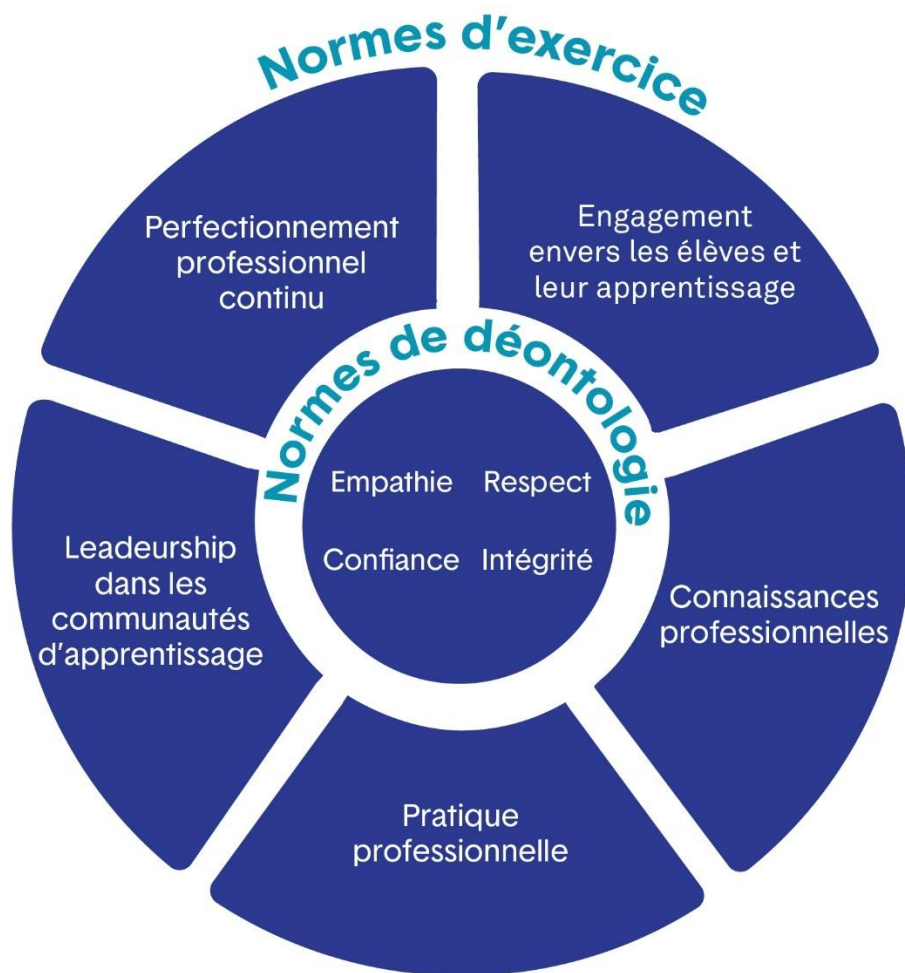 Normes d'exercice
Perfectionnement
professionnel
continu
Engagement
envers les élèves et
leur apprentissage
Normes de déontologie
Empathie Respect
Confiance Intégrité
Leadeurship
dans les
communautés
d'apprentissage
Connaissances
professionnelles
Pratique
professionnelle